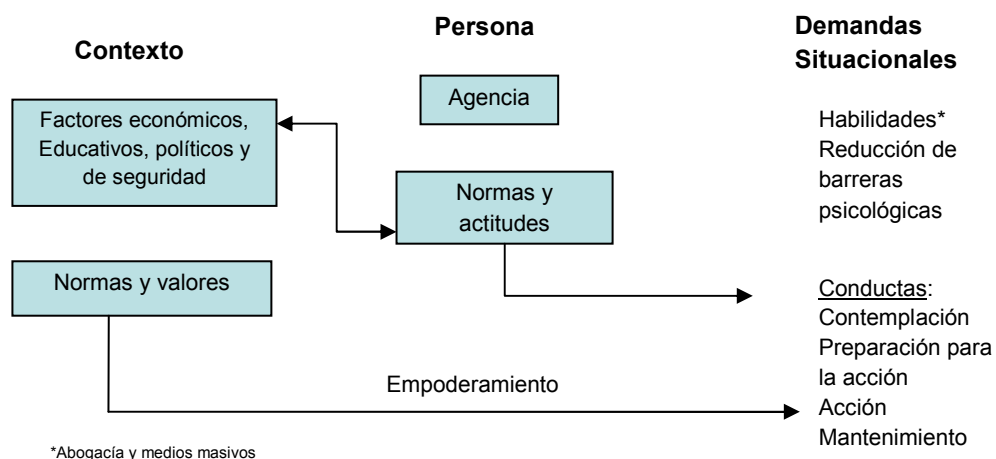 Contexto
Factores económicos,
Educativos, políticos y
de seguridad
Normas y valores
Persona
Agencia
Normas y
actitudes
Empoderamiento
Demandas
Situacionales
Habilidades*
Reducción de
barreras
psicológicas
Conductas:
Contemplación
Preparación para
la acción
Acción
Mantenimiento
*Abogacía y medios masivos